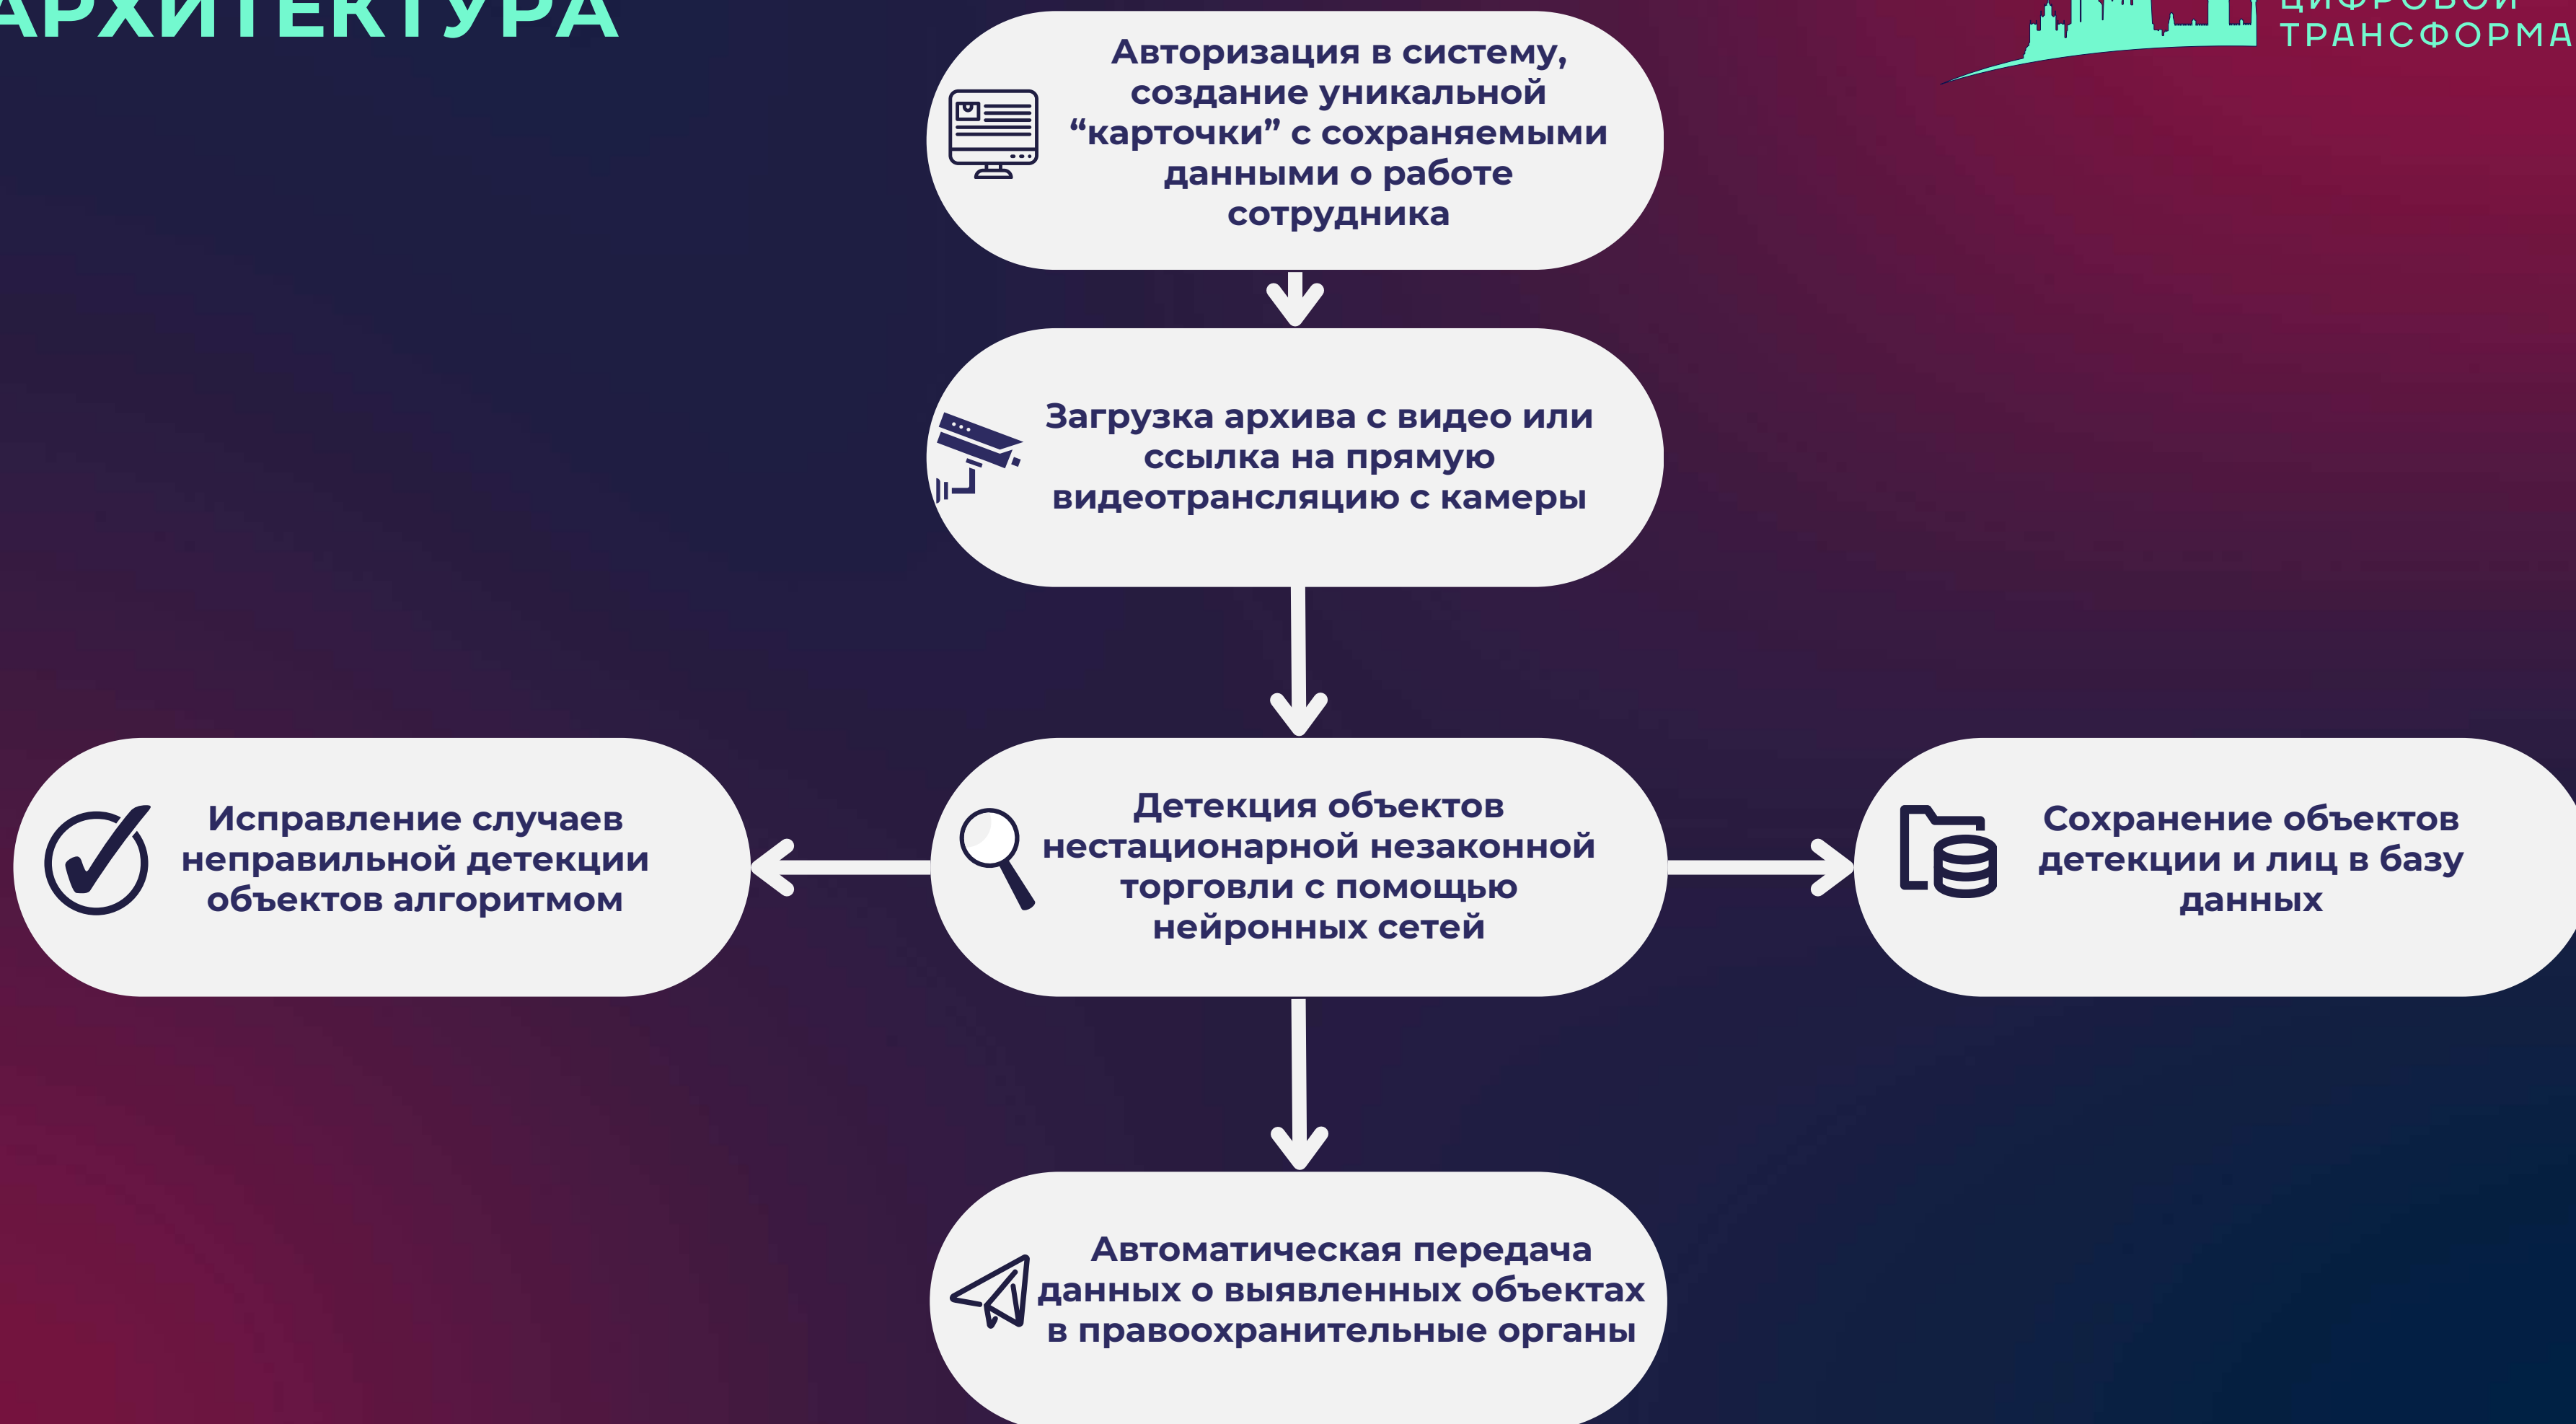 АРХИТЕКТУРА
ЦИФРОВОЙ
ТРАНСФОРМА
Авторизация в систему,
создание уникальной
“карточки” с сохраняемыми
данными о работе
сотрудника
Загрузка архива с видео или
ссылка на прямую
видеотрансляцию с камеры
Исправление случаев
неправильной детекции
объектов алгоритмом
Детекция объектов
нестационарной незаконной
торговли с помощью
нейронных сетей
Сохранение объектов
детекции и лиц в базу
данных
Автоматическая передача
данных о выявленных объектах
в правоохранительные органы